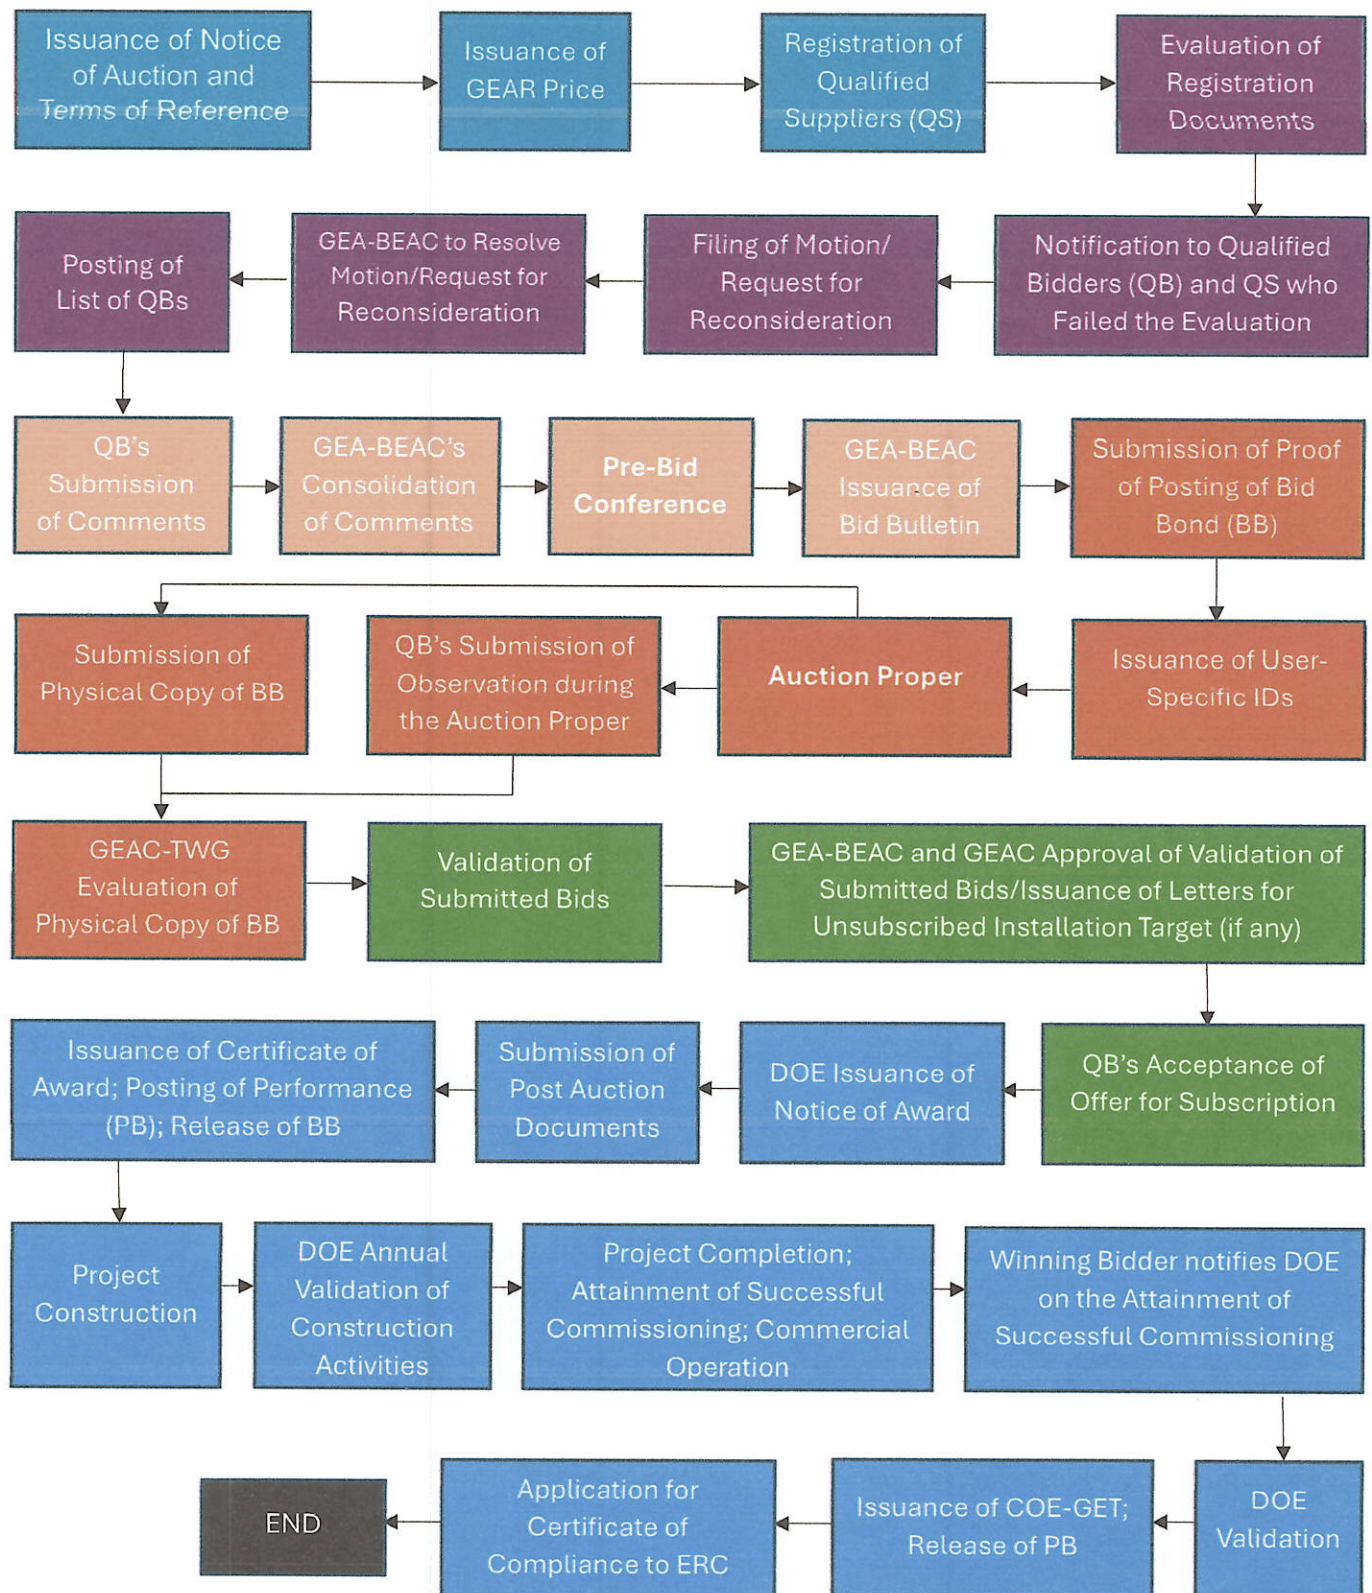 Issuance of Notice
of Auction and
Terms of Reference
Issuance of
GEAR Price
Registration of
Qualified
Suppliers (QS)
Evaluation of
Registration
Documents
Notification to Qualified
Bidders (QB) and QS who
Failed the Evaluation
Filing of Motion/
Request for
Reconsideration
GEA-BEAC to Resolve
Motion/Request for
Reconsideration
Posting of
List of QBs
QB's
Submission
of Comments
GEA-BEAC's
Consolidation
of Comments
Pre-Bid
Conference
GEA-BEAC
Issuance of
Bid Bulletin
Submission of Proof
of Posting of Bid
Bond (BB)
Issuance of User-
Specific IDs
Auction Proper
QB's Submission of
Observation during
the Auction Proper
Submission of
Physical Copy of BB
GEAC-TWG
Evaluation of
Physical Copy of BB
Validation of
Submitted Bids
GEA-BEAC and GEAC Approval of Validation of
Submitted Bids/Issuance of Letters for
Unsubscribed Installation Target (if any)
QB's Acceptance of
Offer for Subscription
DOE Issuance of
Notice of Award
Submission of
Post Auction
Documents
Issuance of Certificate of
Award; Posting of Performance
(PB); Release of BB
Project
Construction
DOE Annual
Validation of
Construction
Activities
Project Completion;
Attainment of Successful
Commissioning; Commercial
Operation
Winning Bidder notifies DOE
on the Attainment of
Successful Commissioning
DOE
Validation
Issuance of COE-GET;
Release of PB
Application for
Certificate of
Compliance to ERC
END